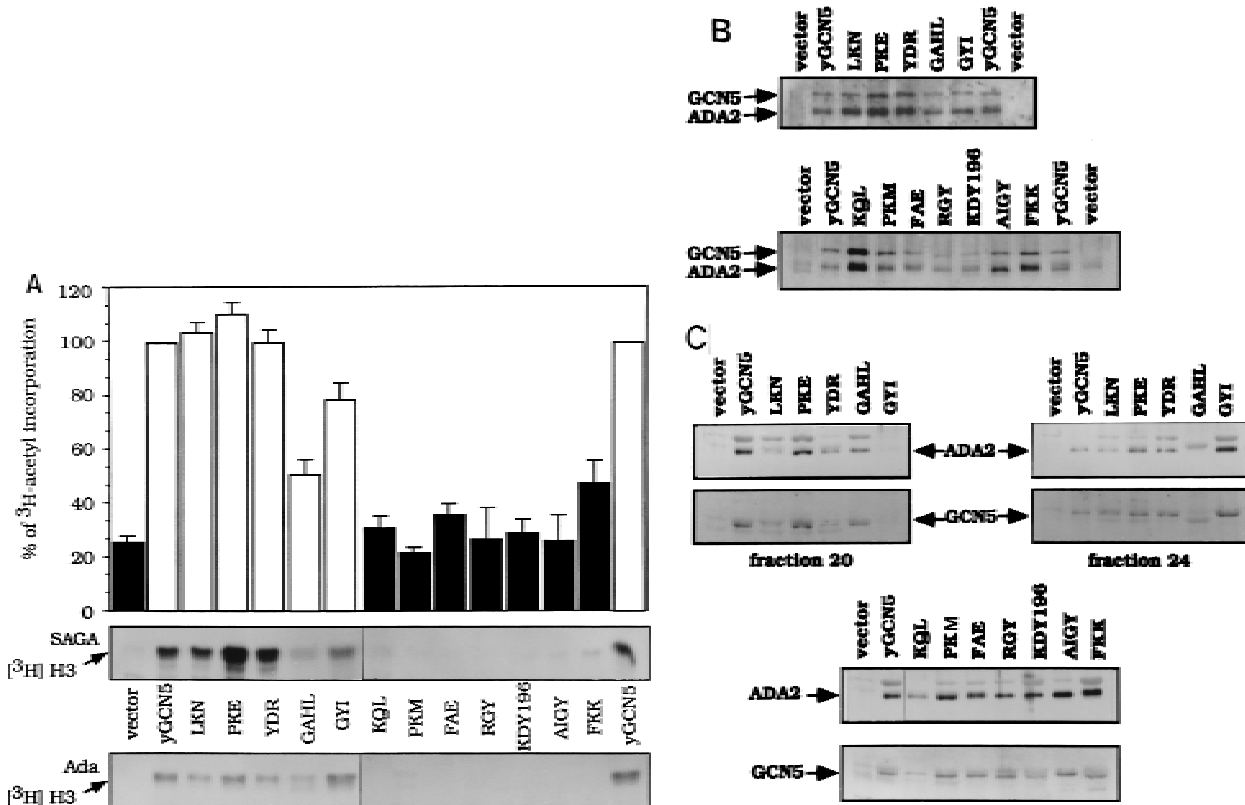 A
% of ³H-acetyl incorporation
120
100
80
60
40
20
0
SAGA
[³H] H3
vector
yGCN5
LKN
PKE
YDR
GAHL
GYI
KQL
PKM
FAE
RGY
KDY196
AIGY
FKK
yGCN5
Ada
[³H] H3
B
vector
yGCN5
LKN
PKE
YDR
GAHL
GYI
yGCN5
vector
GCN5
ADA2
vector
yGCN5
KQL
PKM
FAE
RGY
KDY196
AIGY
FKK
yGCN5
vector
GCN5
ADA2
C
vector
yGCN5
LKN
PKE
YDR
GAHL
GYI
vector
yGCN5
LKN
PKE
YDR
GAHL
GYI
ADA2
GCN5
fraction 20
fraction 24
vector
yGCN5
KQL
PKM
FAE
RGY
KDY196
AIGY
FKK
ADA2
GCN5